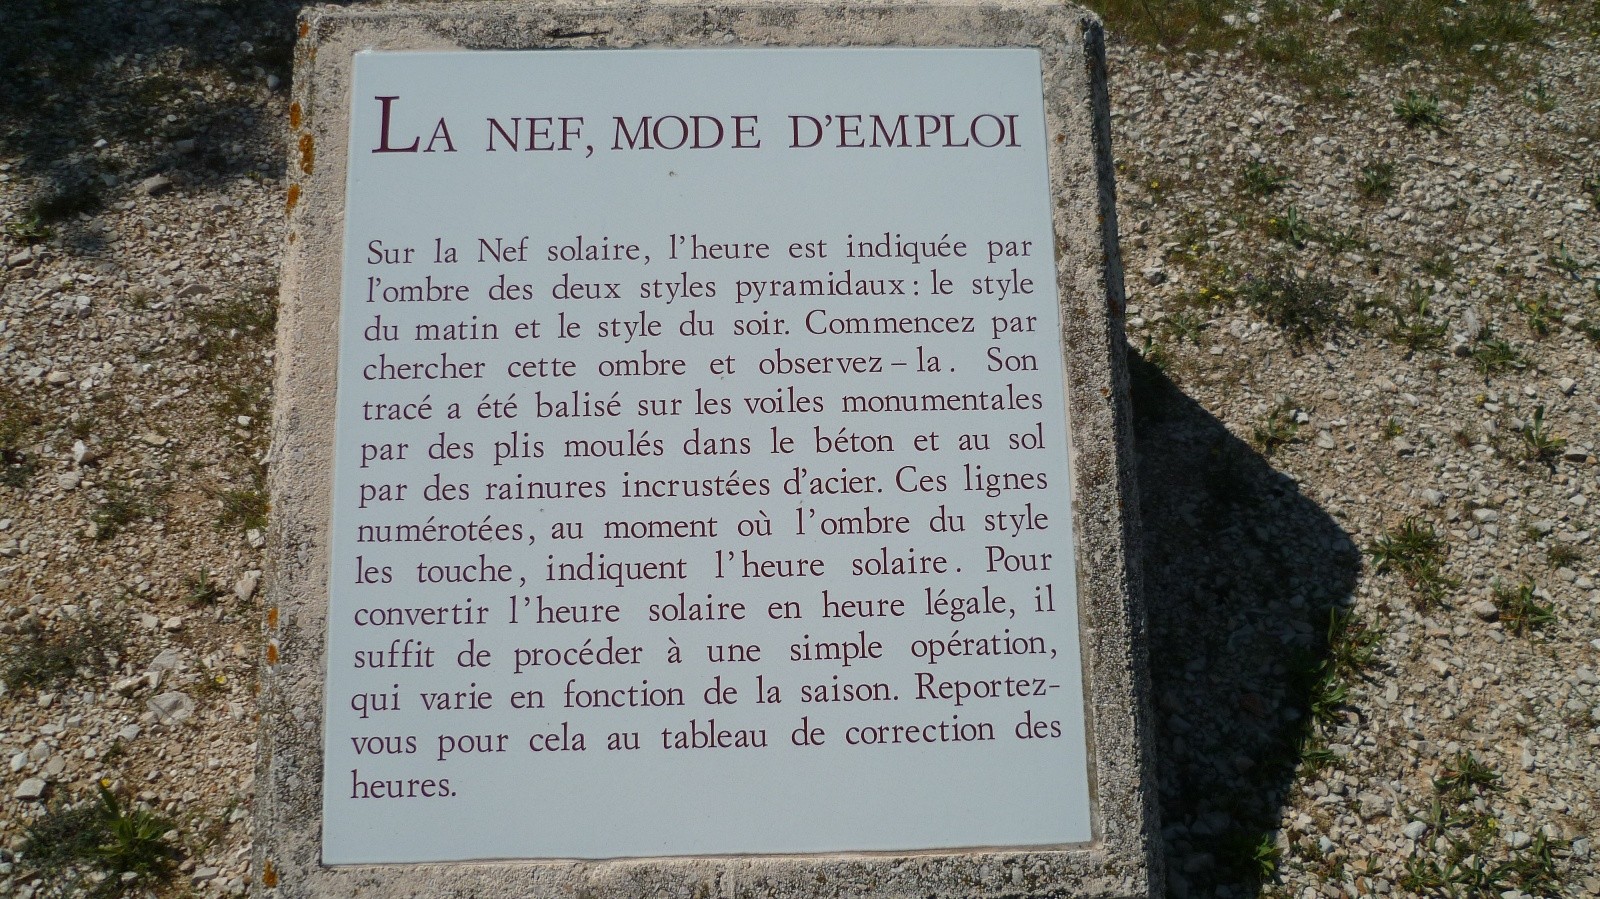 LA NEF, MODE D'EMPLOI
Sur la Nef solaire, l'heure est indiquée par
l'ombre des deux styles pyramidaux : le style
du matin et le style du soir. Commencez par
chercher cette ombre et observez – la . Son
tracé a été balisé sur les voiles monumentales
par des plis moulés dans le béton et au sol
par des rainures incrustées d'acier. Ces lignes
numérotées, au moment où l'ombre du style
les touche, indiquent l'heure solaire . Pour
convertir l'heure solaire en heure légale, il
suffit de procéder à une simple opération,
qui varie en fonction de la saison. Reportez-
vous pour cela au tableau de correction des
heures.